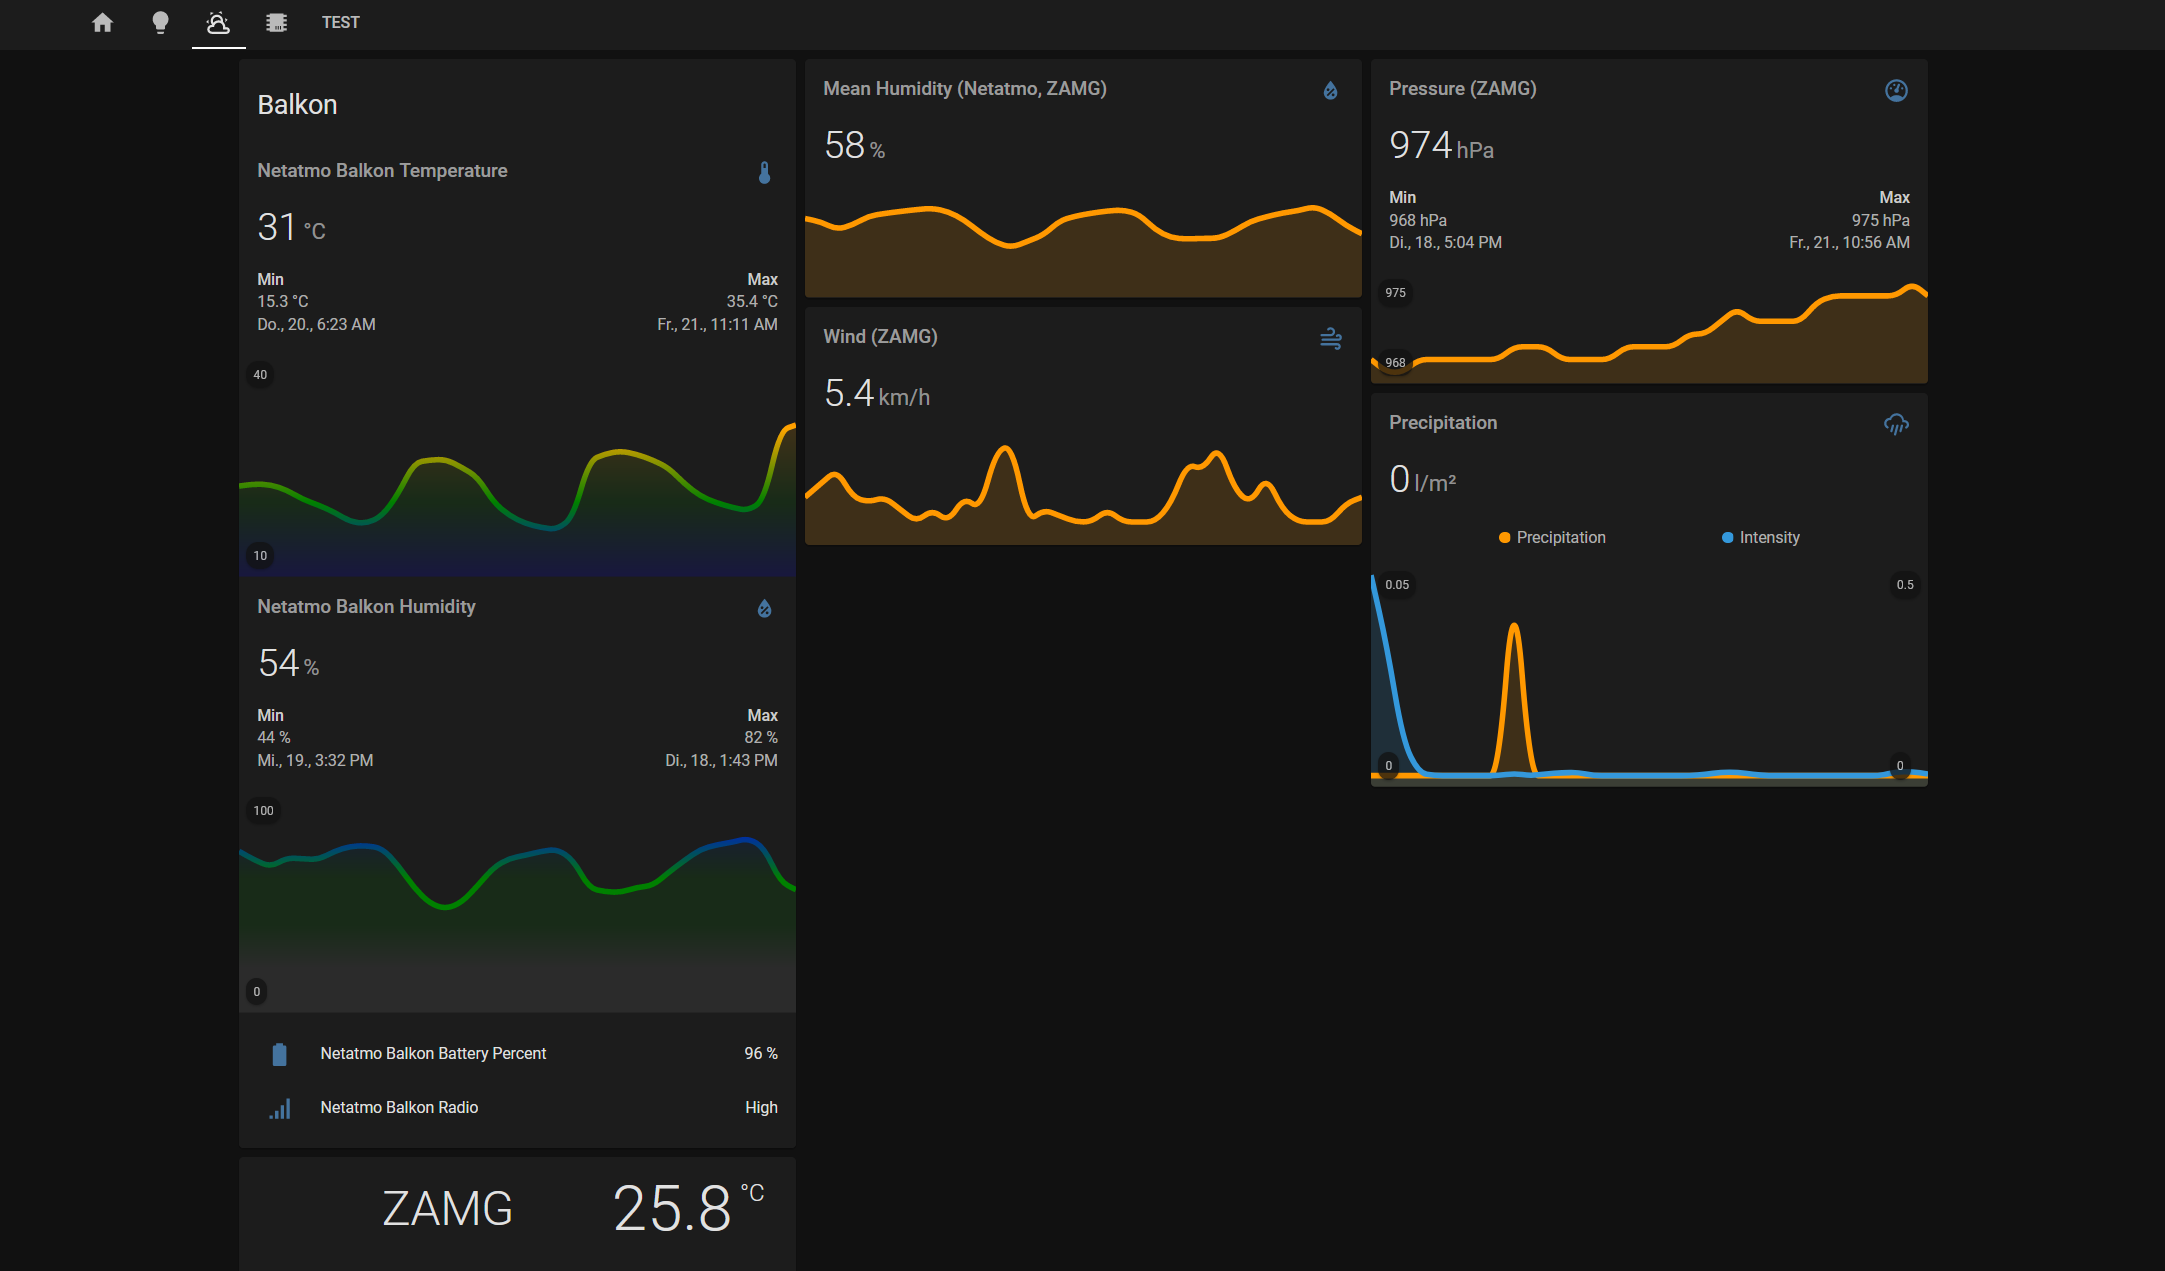 TEST
Balkon
Netatmo Balkon Temperature
31 °C
Min Max
15.3 °C 35.4 °C
Do., 20., 6:23 AM Fr., 21., 11:11 AM
40
10
Netatmo Balkon Humidity
54 %
Min Max
44 % 82 %
Mi., 19., 3:32 PM Di., 18., 1:43 PM
100
0
Netatmo Balkon Battery Percent 96 %
Netatmo Balkon Radio High
ZAMG 25.8 °C
Mean Humidity (Netatmo, ZAMG)
58 %
Wind (ZAMG)
5.4 km/h
Pressure (ZAMG)
974 hPa
Min Max
968 hPa 975 hPa
Di., 18., 5:04 PM Fr., 21., 10:56 AM
975
968
Precipitation
0 l/m²
Precipitation Intensity
0.05 0.5
0 0